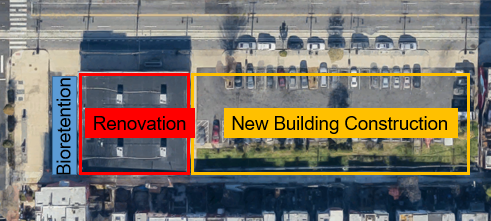 Bioretention
Renovation
New Building Construction